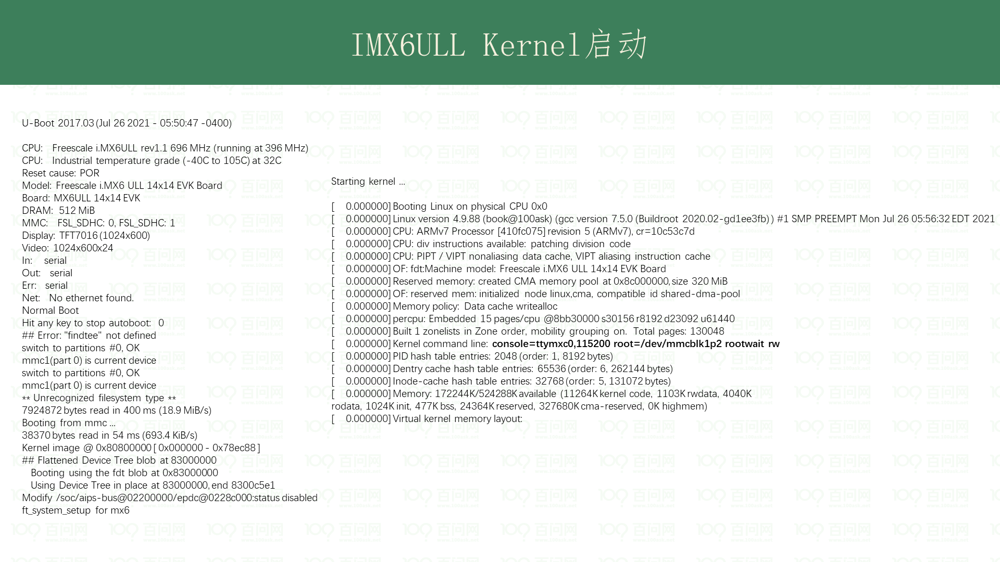 IMX6ULL Kernel启动
U-Boot 2017.03 (Jul 26 2021 - 05:50:47 -0400)
CPU: Freescale i.MX6ULL rev1.1 696 MHz (running at 396 MHz)
CPU: Industrial temperature grade (-40C to 105C) at 32C
Reset cause: POR
Model: Freescale i.MX6 ULL 14x14 EVK Board
Board: MX6ULL 14x14 EVK
DRAM: 512 MiB
MMC: FSL_SDHC: 0, FSL_SDHC: 1
Display: TFT7016 (1024x600)
Video: 1024x600x24
In: serial
Out: serial
Err: serial
Net: No ethernet found.
Normal Boot
Hit any key to stop autoboot: 0
## Error: "findtee" not defined
switch to partitions #0, OK
mmc1(part 0) is current device
switch to partitions #0, OK
mmc1(part 0) is current device
** Unrecognized filesystem type **
7924872 bytes read in 400 ms (18.9 MiB/s)
Booting from mmc ...
38370 bytes read in 54 ms (693.4 KiB/s)
Kernel image @ 0x80800000 [ 0x000000 - 0x78ec88 ]
## Flattened Device Tree blob at 83000000
Booting using the fdt blob at 0x83000000
Using Device Tree in place at 83000000, end 8300c5e1
Modify /soc/aips-bus@02200000/epdc@0228c000:status disabled
ft_system_setup for mx6
Starting kernel ...
[ 0.000000] Booting Linux on physical CPU 0x0
[ 0.000000] Linux version 4.9.88 (book@100ask) (gcc version 7.5.0 (Buildroot 2020.02-gd1ee3fb) ) #1 SMP PREEMPT Mon Jul 26 05:56:32 EDT 2021
[ 0.000000] CPU: ARMv7 Processor [410fc075] revision 5 (ARMv7), cr=10c53c7d
[ 0.000000] CPU: div instructions available: patching division code
[ 0.000000] CPU: PIPT / VIPT nonaliasing data cache, VIPT aliasing instruction cache
[ 0.000000] OF: fdt:Machine model: Freescale i.MX6 ULL 14x14 EVK Board
[ 0.000000] Reserved memory: created CMA memory pool at 0x8c000000, size 320 MiB
[ 0.000000] OF: reserved mem: initialized node linux,cma, compatible id shared-dma-pool
[ 0.000000] Memory policy: Data cache writealloc
[ 0.000000] percpu: Embedded 15 pages/cpu @8bb30000 s30156 r8192 d23092 u61440
[ 0.000000] Built 1 zonelists in Zone order, mobility grouping on. Total pages: 130048
[ 0.000000] Kernel command line: console=ttymxc0,115200 root=/dev/mmcblk1p2 rootwait rw
[ 0.000000] PID hash table entries: 2048 (order: 1, 8192 bytes)
[ 0.000000] Dentry cache hash table entries: 65536 (order: 6, 262144 bytes)
[ 0.000000] Inode-cache hash table entries: 32768 (order: 5, 131072 bytes)
[ 0.000000] Memory: 172244K/524288K available (11264K kernel code, 1103K rwdata, 4040K
rodata, 1024K init, 477K bss, 24364K reserved, 327680K cma-reserved, 0K highmem)
[ 0.000000] Virtual kernel memory layout: